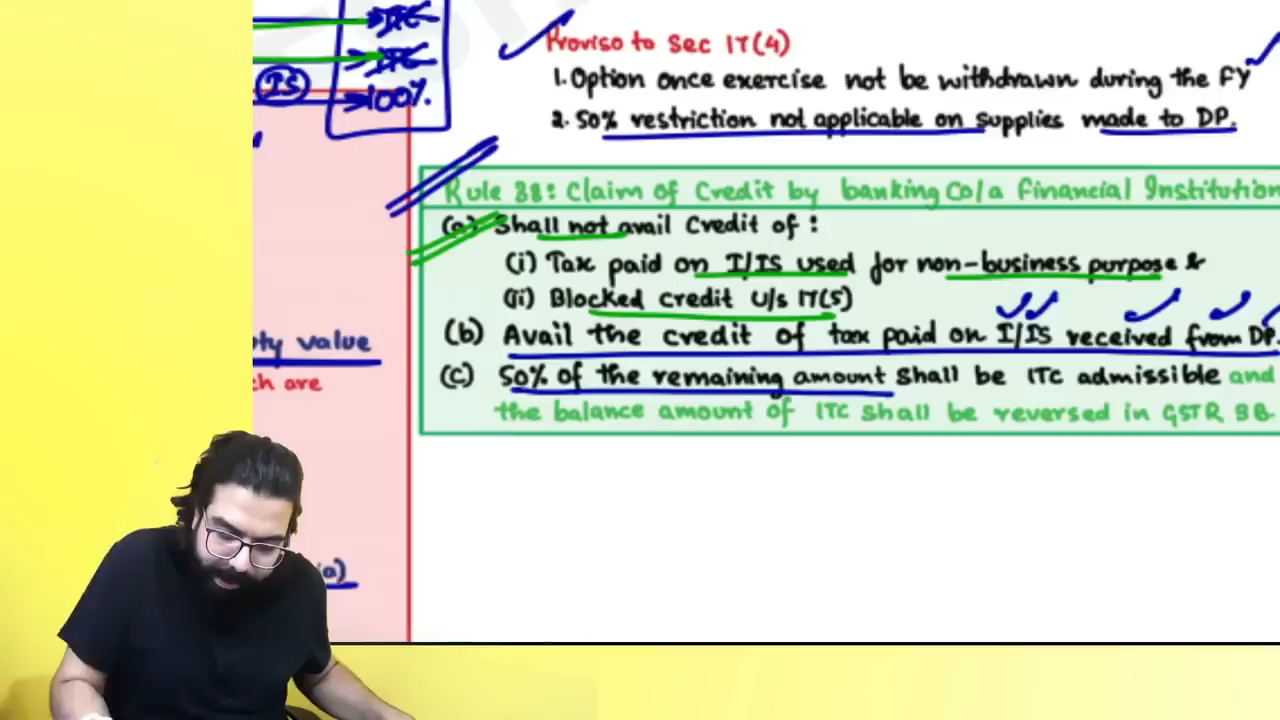 ITC
ITC
IS
100%.
Proviso to Sec 17(4)
1. Option once exercise not be withdrawn during the FY
2. 50% restriction not applicable on supplies made to DP.
Rule 38: Claim of Credit by banking Co/a Financial Institution
(a) Shall not avail Credit of :
(i) Tax paid on I/IS used for non-business purpose &
(ii) Blocked credit U/s 17(5)
(b) Avail the credit of tax paid on I/IS received from DP.
(c) 50% of the remaining amount shall be ITC admissible and
the balance amount of ITC shall be reversed in GSTR 3B
value
are
(a)